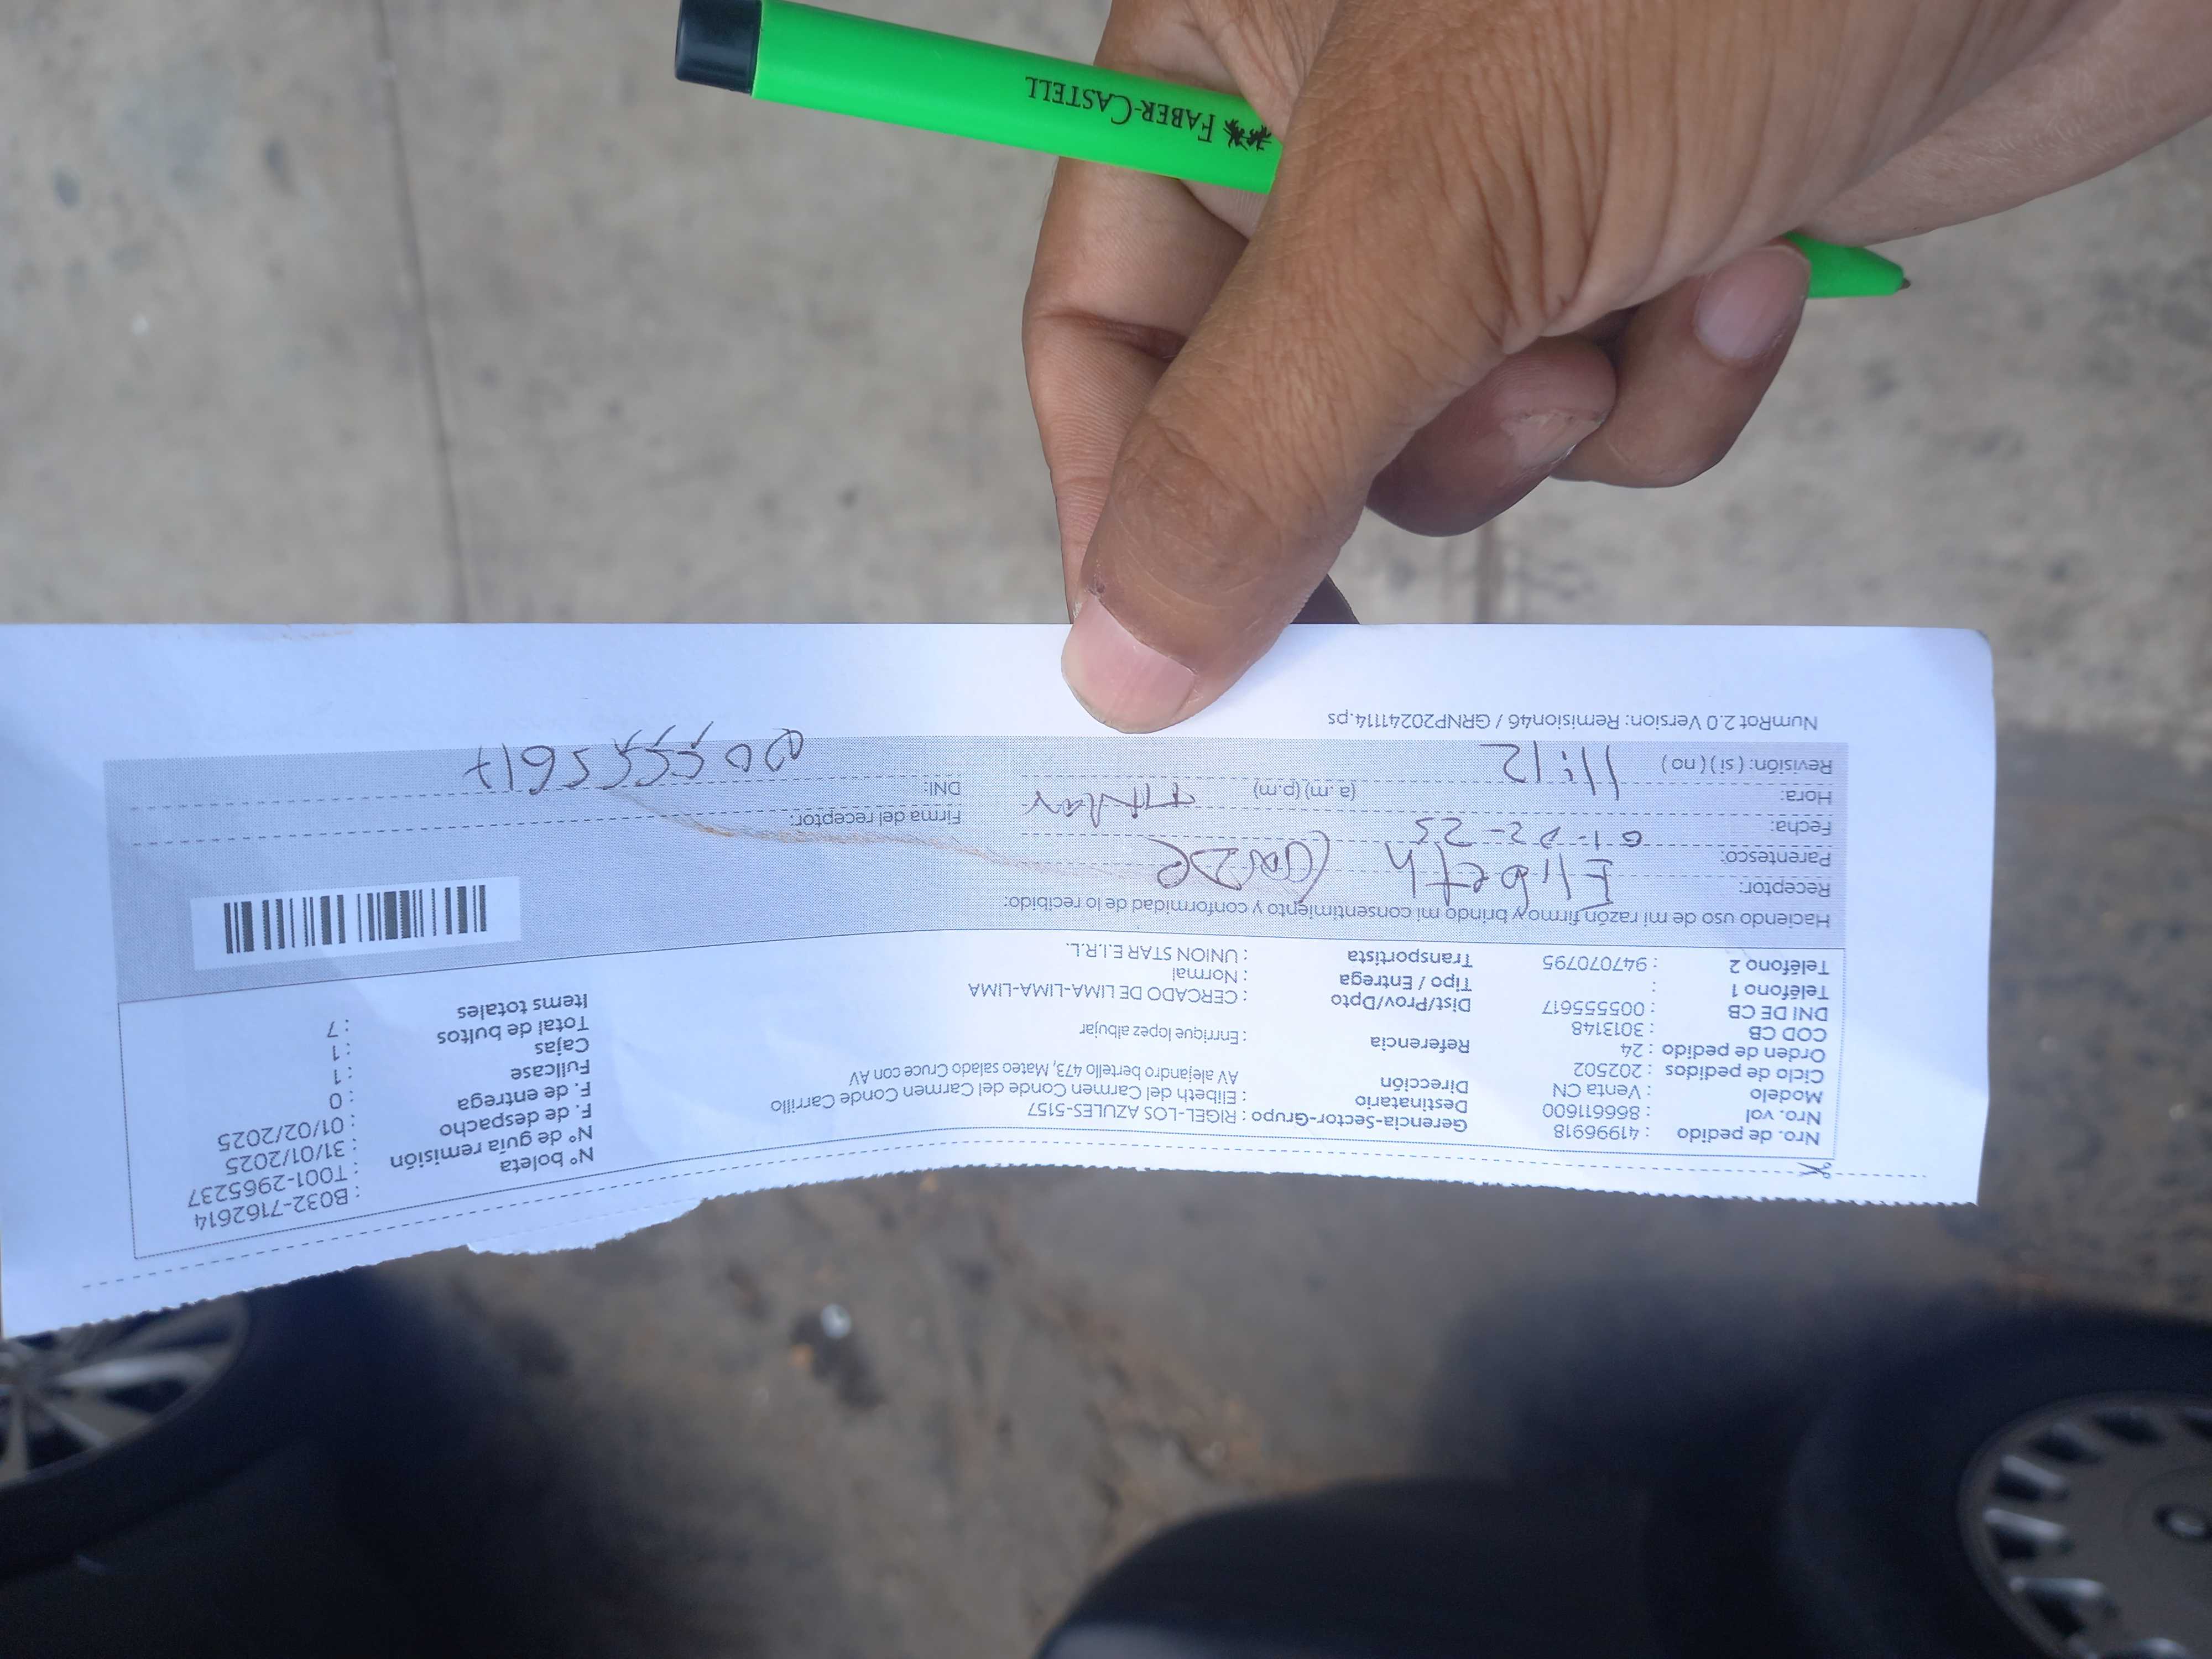 FABER-CASTELL
Nro. de pedido : 41996918
Nro. vol : 866611600
Modelo : Venta CN
Ciclo de pedidos : 202502
Orden de pedido : 24
COD CB : 3013148
DNI DE CB : 005555617
Teléfono 1 :
Teléfono 2 : 947070795
Gerencia-Sector-Grupo : RIGEL-LOS AZULES-5157
Destinatario : Elibeth del Carmen Conde del Carmen Conde Carrillo
Dirección AV alejandro bertello 473, Mateo salado Cruce con AV
Referencia : Enrique lopez albujar
Dist/Prov/Dpto : CERCADO DE LIMA-LIMA-LIMA
Tipo / Entrega : Normal
Transportista : UNION STAR E.I.R.L.
N° boleta : B032-7162614
N° de guía remisión : T001-2965237
F. de despacho : 31/01/2025
F. de entrega : 01/02/2025
Fullcase : 0
Cajas : 1
Total de bultos : 1
Items totales : 7
Haciendo uso de mi razón firmo y brindo mi consentimiento y conformidad de lo recibido:
Receptor: Elibeth Conde
Parentesco:
Fecha: 01-02-25
Hora: 11:12 (a.m) (p.m)
Revisión: ( si ) ( no )
Firma del receptor:
DNI: 005555617
NumRot 2.0 Version: Remision46 / GRNP20241114.ps